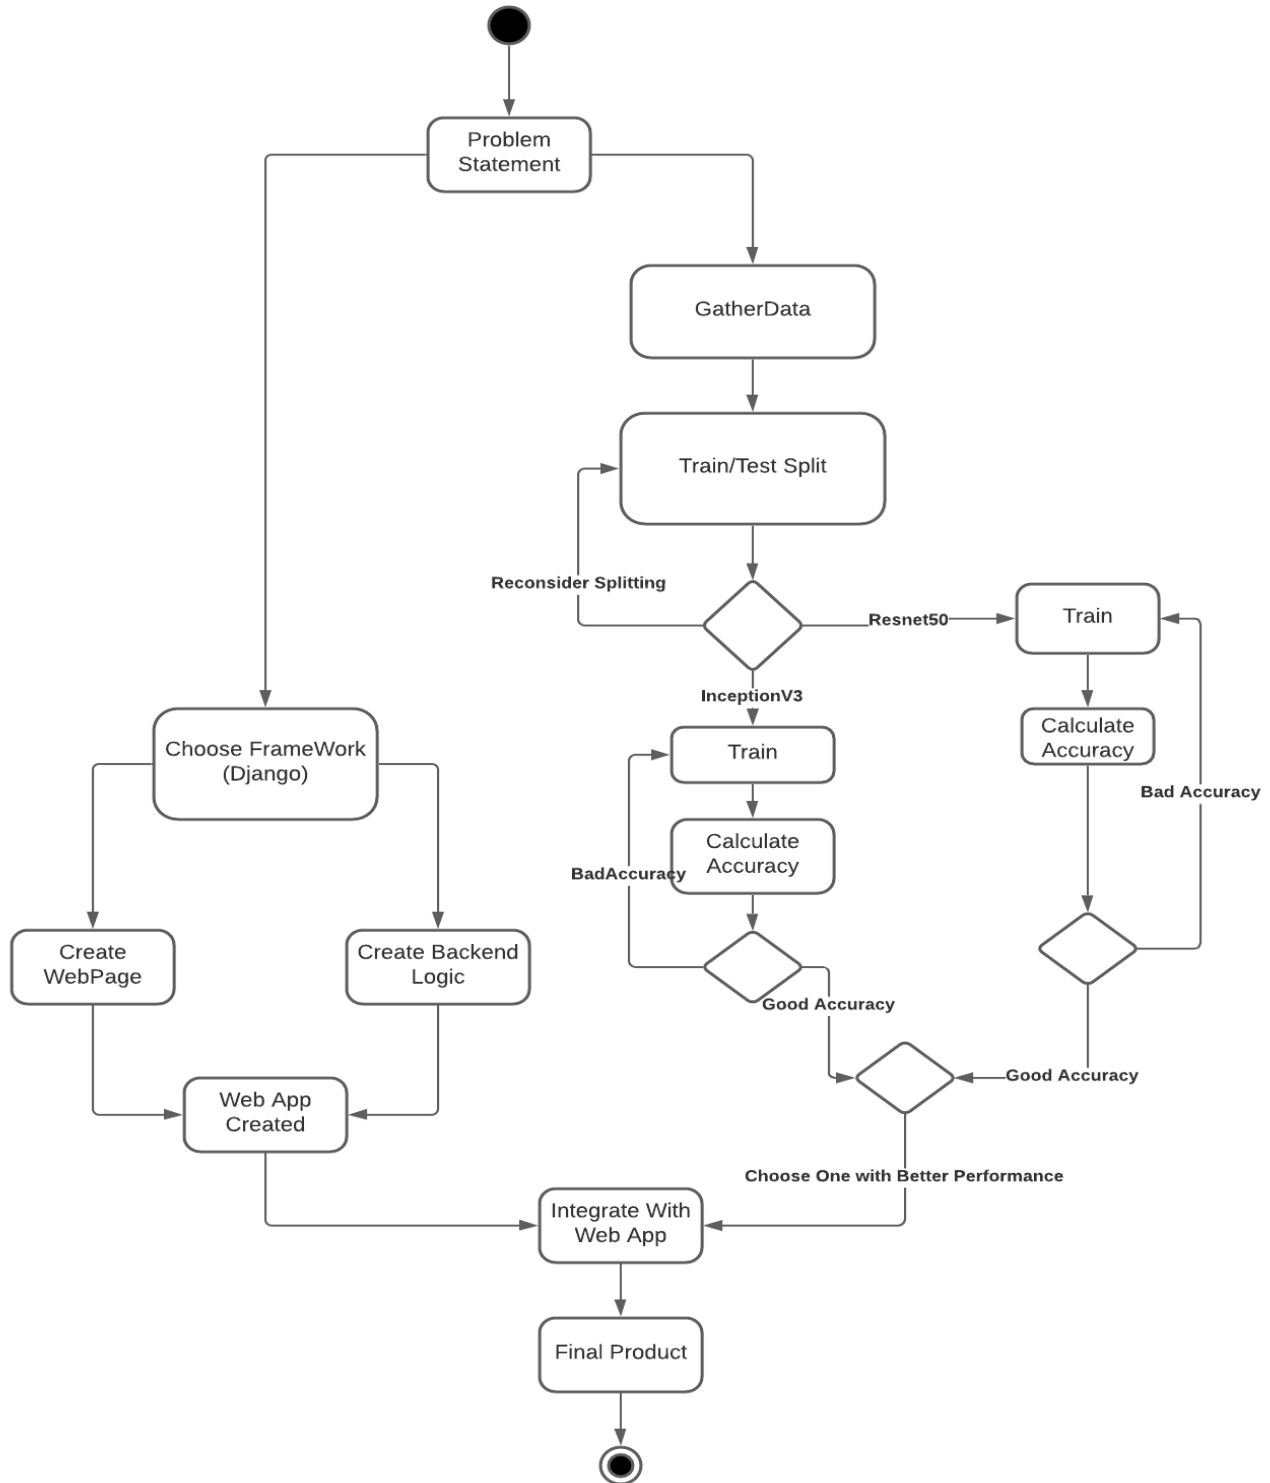 Problem
Statement
GatherData
Train/Test Split
Reconsider Splitting
Resnet50
Train
InceptionV3
Calculate
Accuracy
Bad Accuracy
Choose FrameWork
(Django)
Train
Calculate
Accuracy
BadAccuracy
Create
WebPage
Create Backend
Logic
Good Accuracy
Good Accuracy
Web App
Created
Choose One with Better Performance
Integrate With
Web App
Final Product